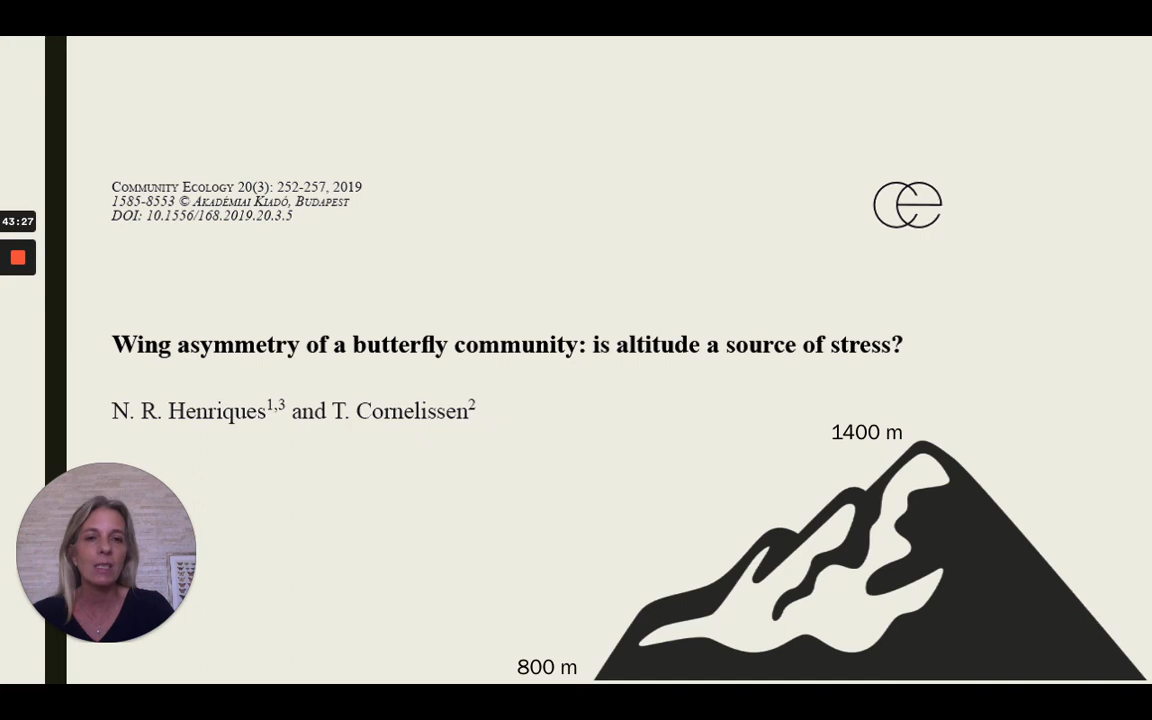 COMMUNITY ECOLOGY 20(3): 252-257, 2019
1585-8553 © AKADÉMIAI KIADÓ, BUDAPEST
DOI: 10.1556/168.2019.20.3.5
ce
43:27
Wing asymmetry of a butterfly community: is altitude a source of stress?
N. R. Henriques1,3 and T. Cornelissen2
1400 m
800 m